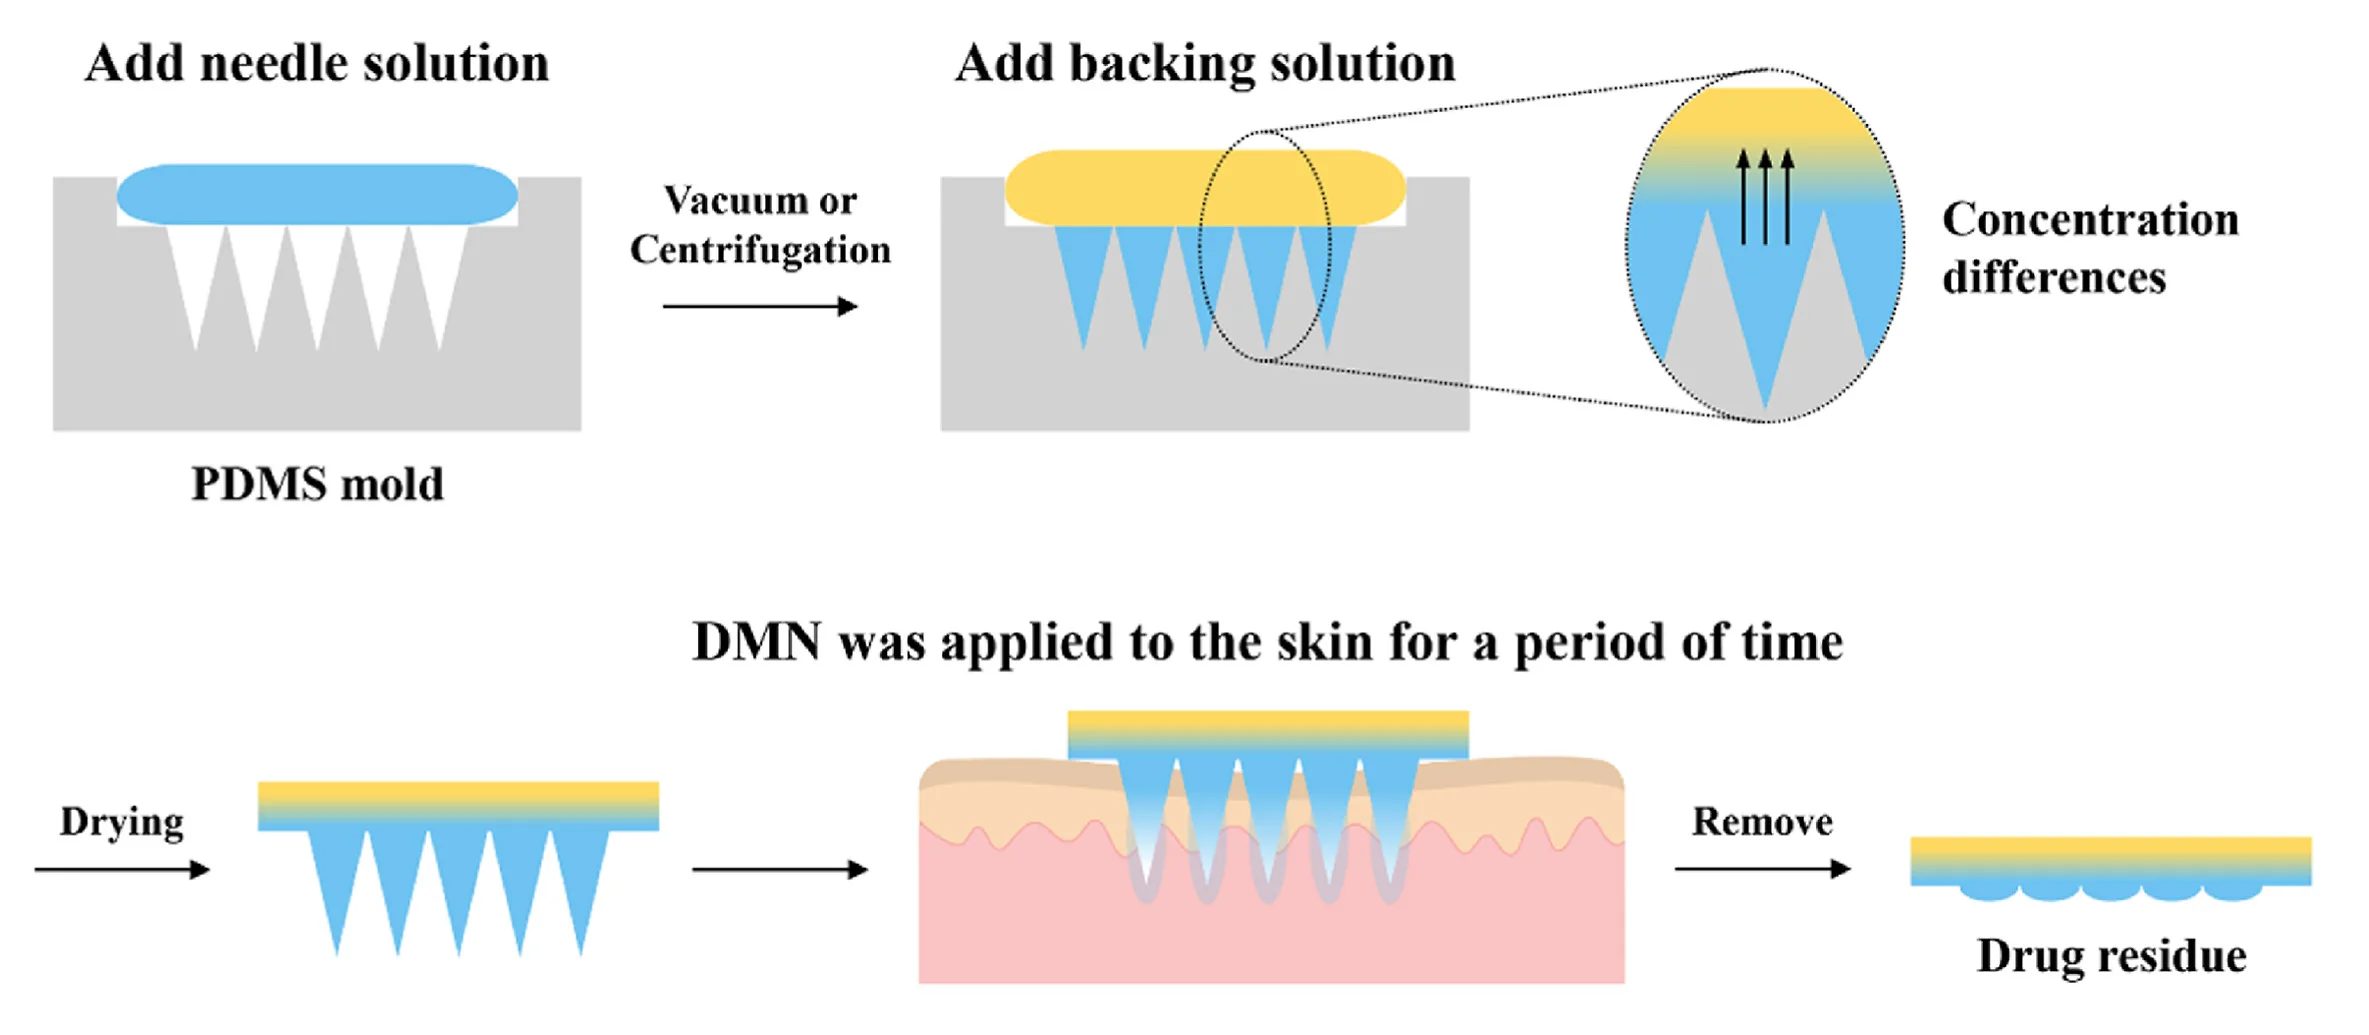 Add needle solution
Add backing solution
Vacuum or
Centrifugation
Concentration
differences
PDMS mold
DMN was applied to the skin for a period of time
Drying
Remove
Drug residue